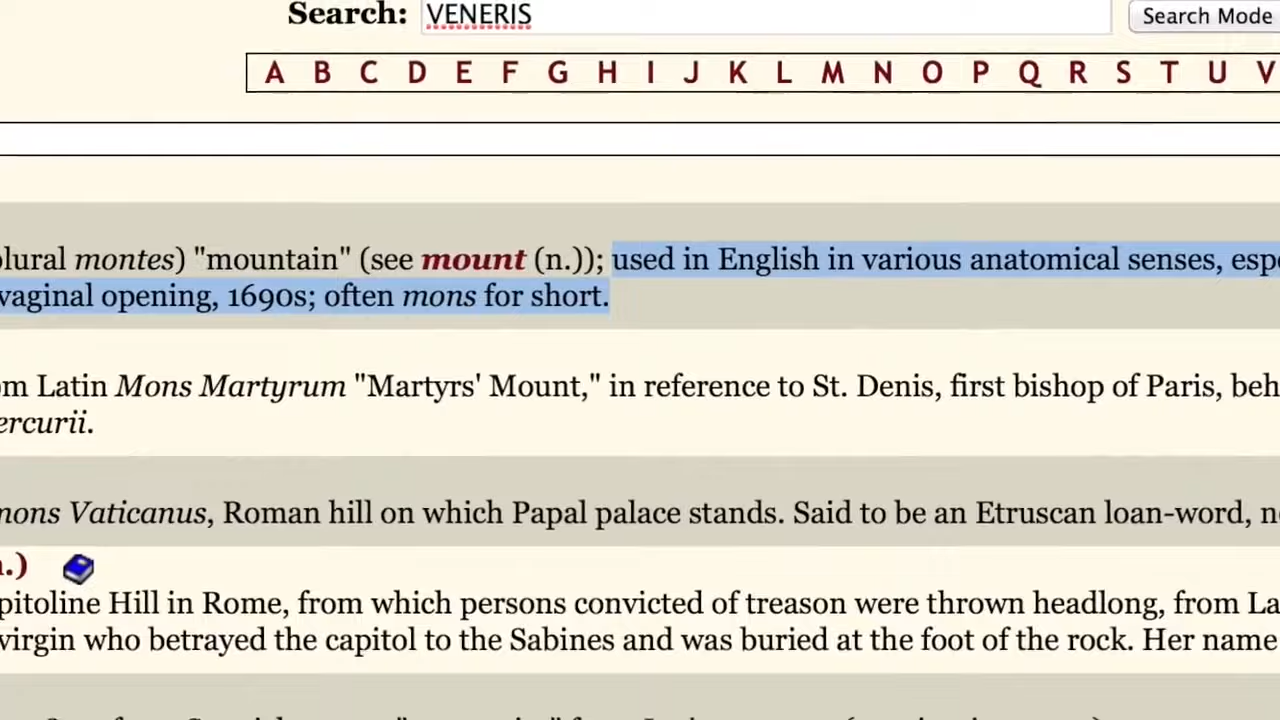 Search: VENERIS Search Mode
A B C D E F G H I J K L M N O P Q R S T U V
plural montes) "mountain" (see mount (n.)); used in English in various anatomical senses, esp
vaginal opening, 1690s; often mons for short.
om Latin Mons Martyrum "Martyrs' Mount," in reference to St. Denis, first bishop of Paris, beh
ercurii.
mons Vaticanus, Roman hill on which Papal palace stands. Said to be an Etruscan loan-word, n
n.)
pitoline Hill in Rome, from which persons convicted of treason were thrown headlong, from La
virgin who betrayed the capitol to the Sabines and was buried at the foot of the rock. Her name